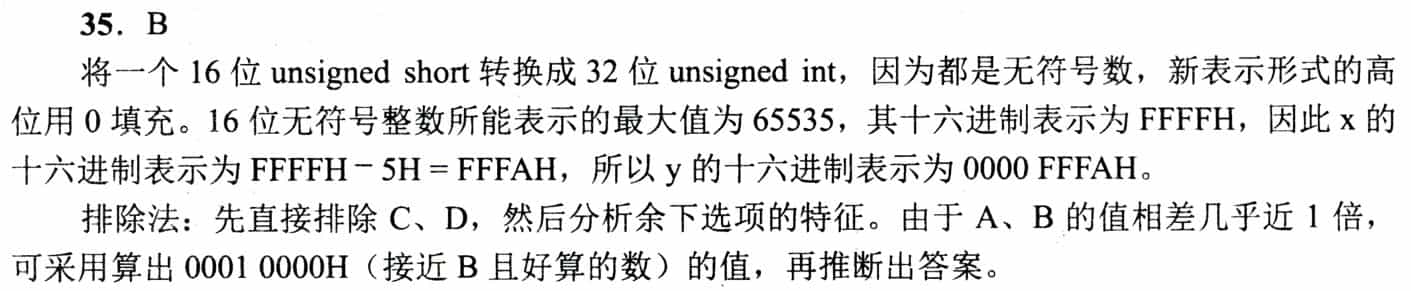 35．B
将一个 16 位 unsigned short 转换成 32 位 unsigned int，因为都是无符号数，新表示形式的高
位用 0 填充。16 位无符号整数所能表示的最大值为 65535，其十六进制表示为 FFFFH，因此 x 的
十六进制表示为 FFFFH − 5H = FFFAH，所以 y 的十六进制表示为 0000 FFFAH。
排除法：先直接排除 C、D，然后分析余下选项的特征。由于 A、B 的值相差几乎近 1 倍，
可采用算出 0001 0000H（接近 B 且好算的数）的值，再推断出答案。